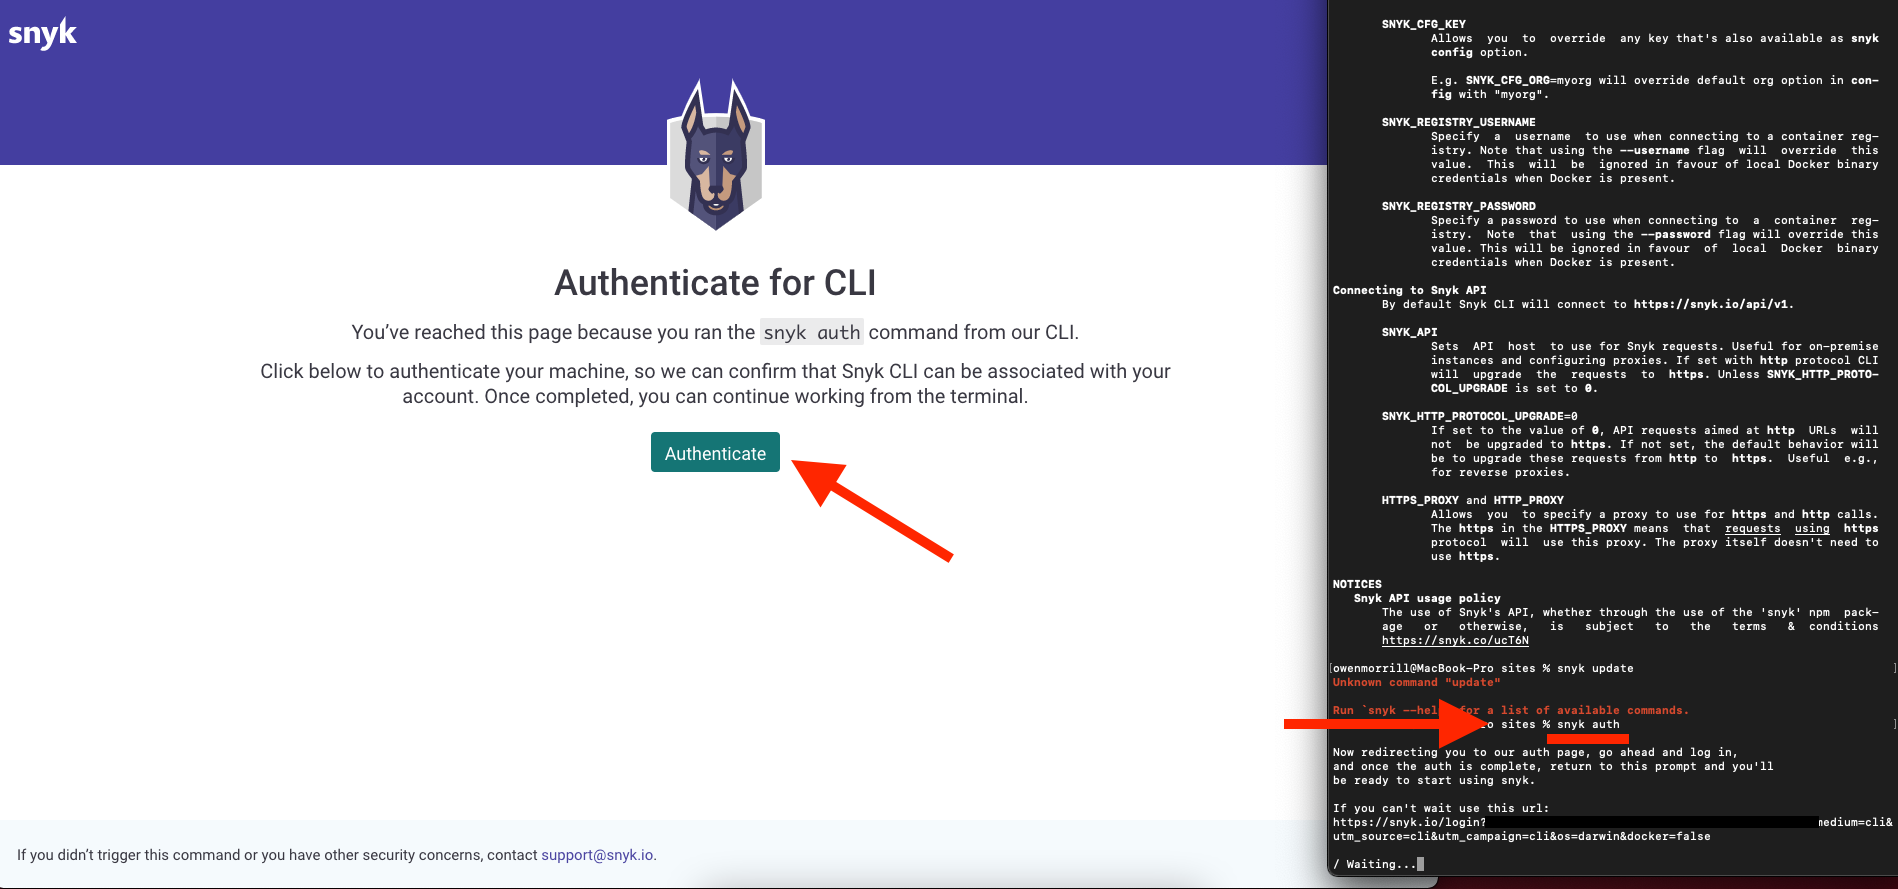 snyk
Authenticate for CLI
You've reached this page because you ran the snyk auth command from our CLI.
Click below to authenticate your machine, so we can confirm that Snyk CLI can be associated with your
account. Once completed, you can continue working from the terminal.
Authenticate
If you didn't trigger this command or you have other security concerns, contact support@snyk.io.
SNYK_CFG_KEY
Allows you to override any key that's also available as snyk
config option.
E.g. SNYK_CFG_ORG=myorg will override default org option in con-
fig with "myorg".
SNYK_REGISTRY_USERNAME
Specify a username to use when connecting to a container reg-
istry. Note that using the --username flag will override this
value. This will be ignored in favour of local Docker binary
credentials when Docker is present.
SNYK_REGISTRY_PASSWORD
Specify a password to use when connecting to a container reg-
istry. Note that using the --password flag will override this
value. This will be ignored in favour of local Docker binary
credentials when Docker is present.
Connecting to Snyk API
By default Snyk CLI will connect to https://snyk.io/api/v1.
SNYK_API
Sets API host to use for Snyk requests. Useful for on-premise
instances and configuring proxies. If set with http protocol CLI
will upgrade the requests to https. Unless SNYK_HTTP_PROTO-
COL_UPGRADE is set to 0.
SNYK_HTTP_PROTOCOL_UPGRADE=0
If set to the value of 0, API requests aimed at http URLs will
not be upgraded to https. If not set, the default behavior will
be to upgrade these requests from http to https. Useful e.g.,
for reverse proxies.
HTTPS_PROXY and HTTP_PROXY
Allows you to specify a proxy to use for https and http calls.
The https in the HTTPS_PROXY means that requests using https
protocol will use this proxy. The proxy itself doesn't need to
use https.
NOTICES
Snyk API usage policy
The use of Snyk's API, whether through the use of the 'snyk' npm pack-
age or otherwise, is subject to the terms & conditions
https://snyk.co/ucT6N
[owenmorrill@MacBook-Pro sites % snyk update ]
Unknown command "update"
Run `snyk --help for a list of available commands.
sites % snyk auth ]
Now redirecting you to our auth page, go ahead and log in,
and once the auth is complete, return to this prompt and you'll
be ready to start using snyk.
If you can't wait use this url:
https://snyk.io/login? medium=cli&
utm_source=cli&utm_campaign=cli&os=darwin&docker=false
/ Waiting...